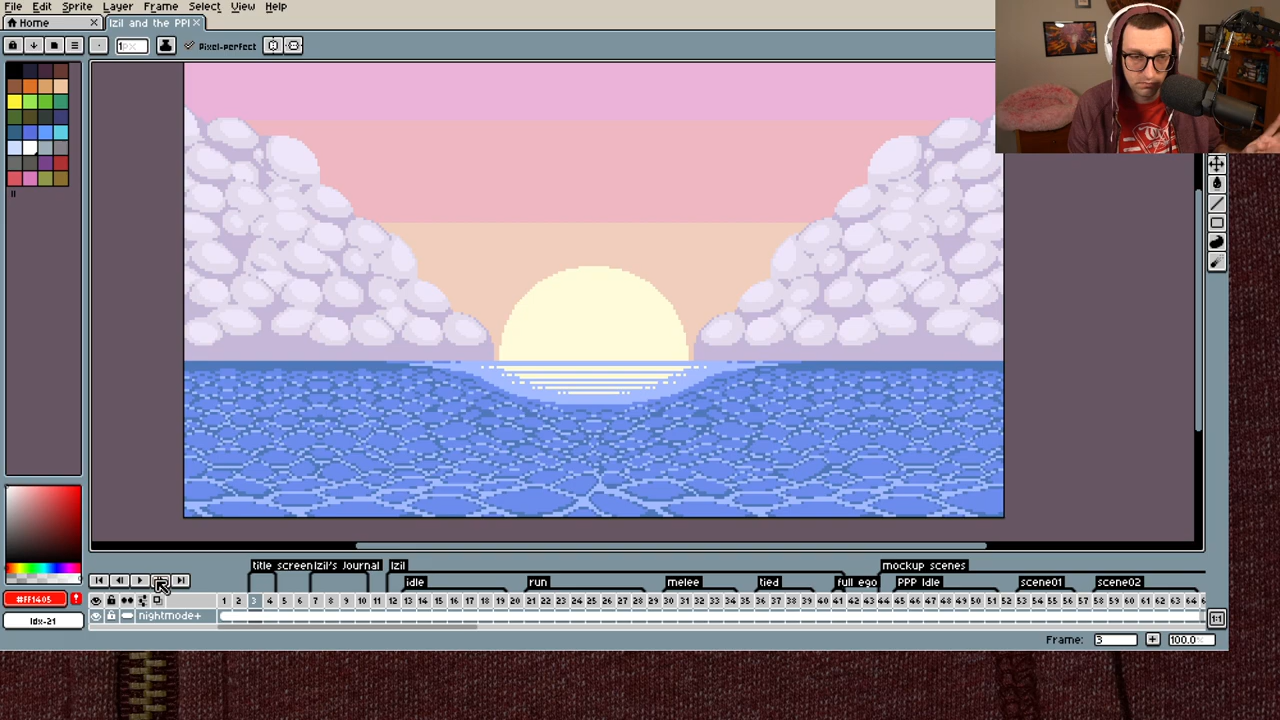 File Edit Sprite Layer Frame Select View Help
Home Izil and the PPI
1px Pixel-perfect
title screen Izil's Journal Izil mockup scenes
idle run melee tied full ego PPP Idle scene01 scene02
1 2 3 4 5 6 7 8 9 10 11 12 13 14 15 16 17 18 19 20 21 22 23 24 25 26 27 28 29 30 31 32 33 34 35 36 37 38 39 40 41 42 43 44 45 46 47 48 49 50 51 52 53 54 55 56 57 58 59 60 61 62 63 64
#FF1405
nightmode+
Idx-21
1:1
Frame: 3 100.0